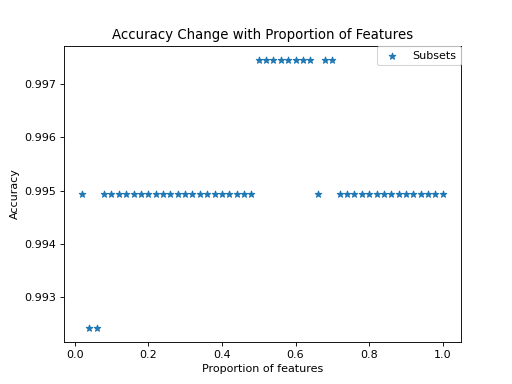 Accuracy Change with Proportion of Features
Subsets
Accuracy
0.997
0.996
0.995
0.994
0.993
0.0 0.2 0.4 0.6 0.8 1.0
Proportion of features